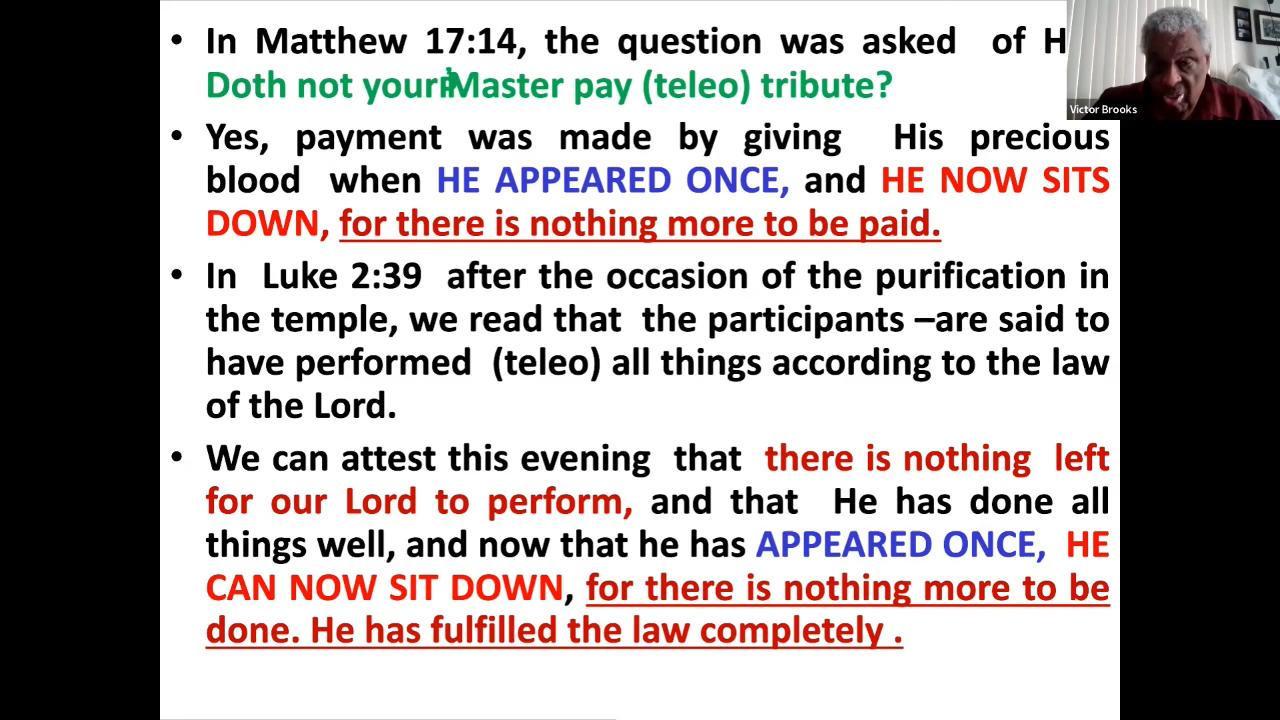 • In Matthew 17:14, the question was asked of H
Doth not your Master pay (teleo) tribute?
• Yes, payment was made by giving His precious
blood when HE APPEARED ONCE, and HE NOW SITS
DOWN, for there is nothing more to be paid.
• In Luke 2:39 after the occasion of the purification in
the temple, we read that the participants –are said to
have performed (teleo) all things according to the law
of the Lord.
• We can attest this evening that there is nothing left
for our Lord to perform, and that He has done all
things well, and now that he has APPEARED ONCE, HE
CAN NOW SIT DOWN, for there is nothing more to be
done. He has fulfilled the law completely .
Victor Brooks